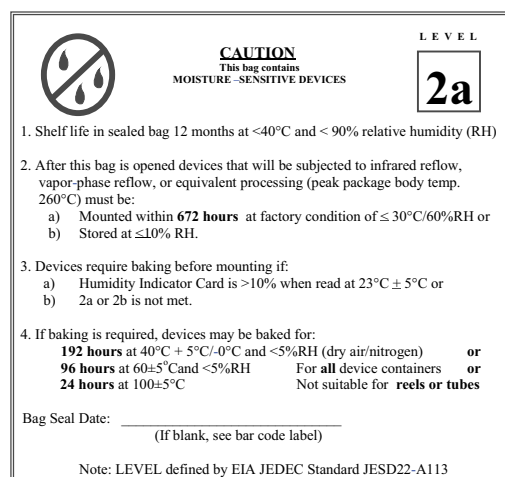 L E V E L
CAUTION
This bag contains
MOISTURE –SENSITIVE DEVICES
2a
1. Shelf life in sealed bag 12 months at <40°C and < 90% relative humidity (RH)
2. After this bag is opened devices that will be subjected to infrared reflow,
vapor-phase reflow, or equivalent processing (peak package body temp.
260°C) must be:
a) Mounted within 672 hours at factory condition of ≤ 30°C/60%RH or
b) Stored at ≤10% RH.
3. Devices require baking before mounting if:
a) Humidity Indicator Card is >10% when read at 23°C ± 5°C or
b) 2a or 2b is not met.
4. If baking is required, devices may be baked for:
192 hours at 40°C + 5°C/-0°C and <5%RH (dry air/nitrogen) or
96 hours at 60±5°Cand <5%RH For all device containers or
24 hours at 100±5°C Not suitable for reels or tubes
Bag Seal Date: ______________________________
(If blank, see bar code label)
Note: LEVEL defined by EIA JEDEC Standard JESD22-A113